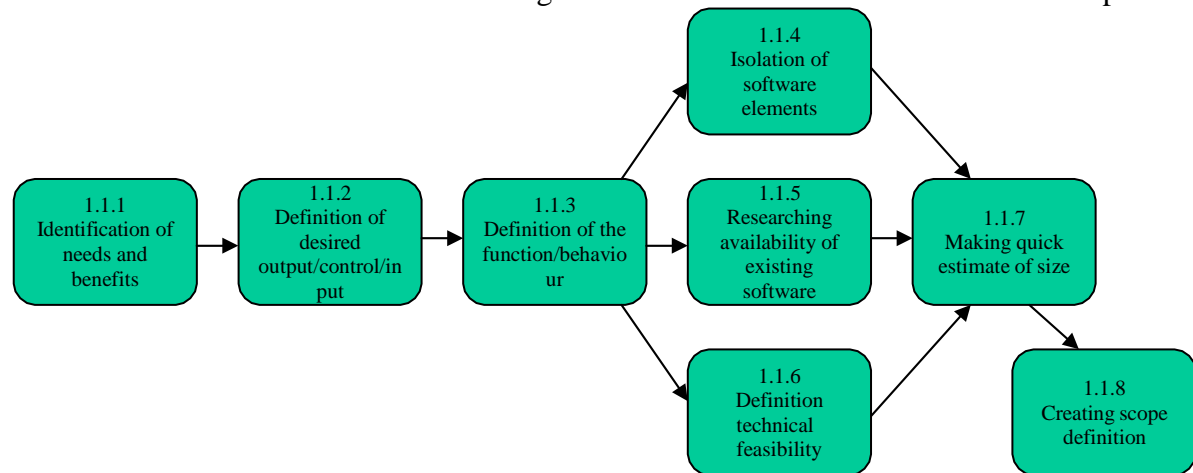 1.1.4
Isolation of
software
elements
1.1.1
Identification of
needs and
benefits
1.1.2
Definition of
desired
output/control/in
put
1.1.3
Definition of the
function/behavio
ur
1.1.5
Researching
availability of
existing
software
1.1.7
Making quick
estimate of size
1.1.6
Definition
technical
feasibility
1.1.8
Creating scope
definition